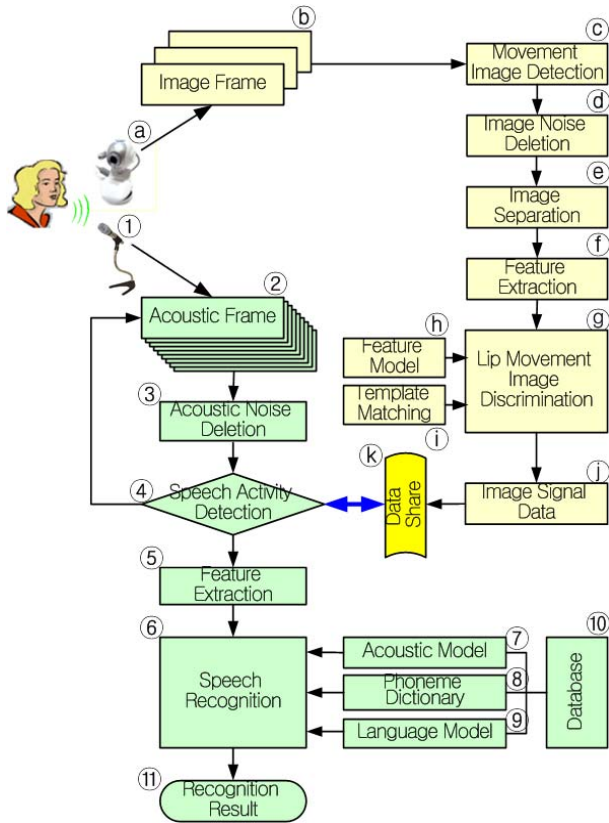 ⓑ
Image Frame
ⓒ
Movement
Image Detection
ⓓ
Image Noise
Deletion
ⓐ
ⓔ
Image
Separation
①
ⓕ
Feature
Extraction
②
Acoustic Frame
ⓗ
Feature
Model
ⓖ
Lip Movement
Image
Discrimination
Template
Matching
ⓘ
③
Acoustic Noise
Deletion
④
Speech Activity
Detection
ⓚ
Data
Share
ⓙ
Image Signal
Data
⑤
Feature
Extraction
⑥
Speech
Recognition
⑦
Acoustic Model
⑧
Phoneme
Dictionary
⑨
Language Model
⑩
Database
⑪
Recognition
Result